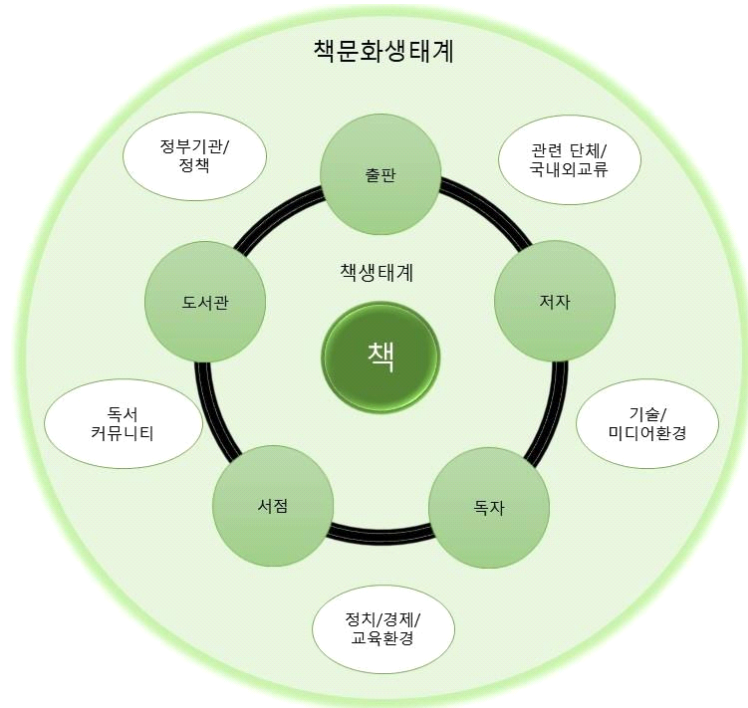 책문화생태계
정부기관/
정책
관련 단체/
국내외교류
출판
책생태계
도서관
저자
책
독서
커뮤니티
기술/
미디어환경
서점
독자
정치/경제/
교육환경